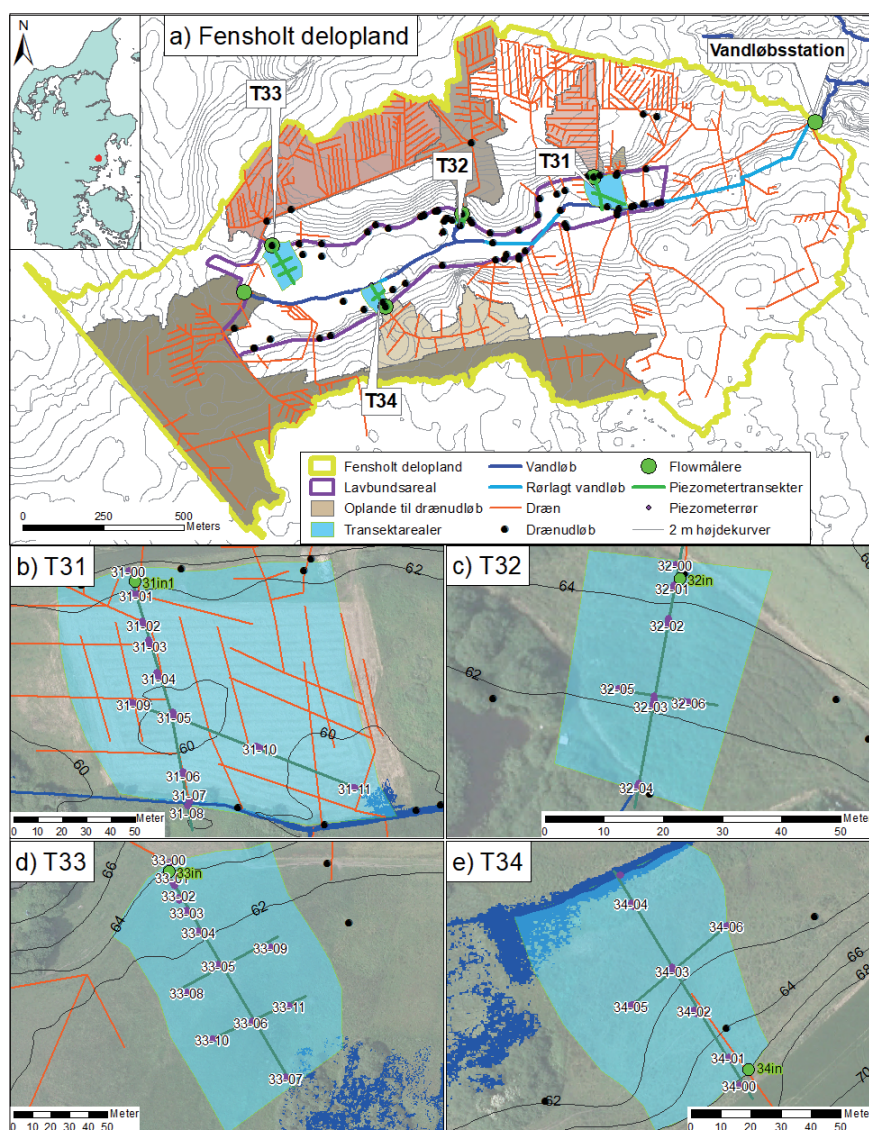 N
a) Fensholt delopland
Vandløbsstation
T33
T32
T31
T34
Fensholt delopland
Vandløb
Flowmålere
Lavbundsareal
Rørlagt vandløb
Piezometertransekter
Oplande til drænudløb
Dræn
Piezometerrør
Transektarealer
Drænudløb
2 m højdekurver
0 250 500
Meters
b) T31
31-00
31in1
31-01
31-02
31-03
31-04
31-09
31-05
31-10
31-06
31-11
31-07
31-08
62
60
60
60
Meter
0 10 20 30 40 50
c) T32
32-00
32in
32-01
32-02
32-05
32-06
32-03
32-04
66
68
64
62
Meter
0 10 20 30 40 50
d) T33
33-00
33in
33-01
33-02
33-03
33-04
33-09
33-05
33-08
33-11
33-06
33-10
33-07
66
64
62
Meter
0 10 20 30 40 50
e) T34
34-04
34-06
34-03
34-05
34-02
34-01
34in
34-00
66
68
64
70
62
Meter
0 10 20 30 40 50